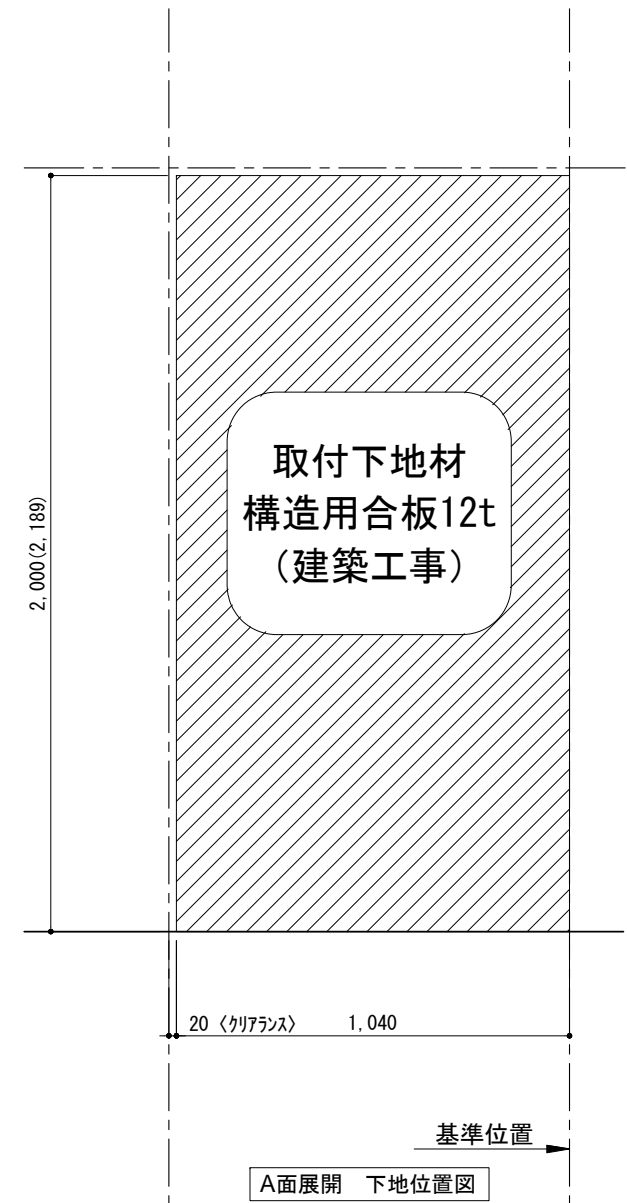 取付下地材
構造用合板12t
(建築工事)
2,000(2,189)
20 〈クリアランス〉 1,040
基準位置
A面展開 下地位置図